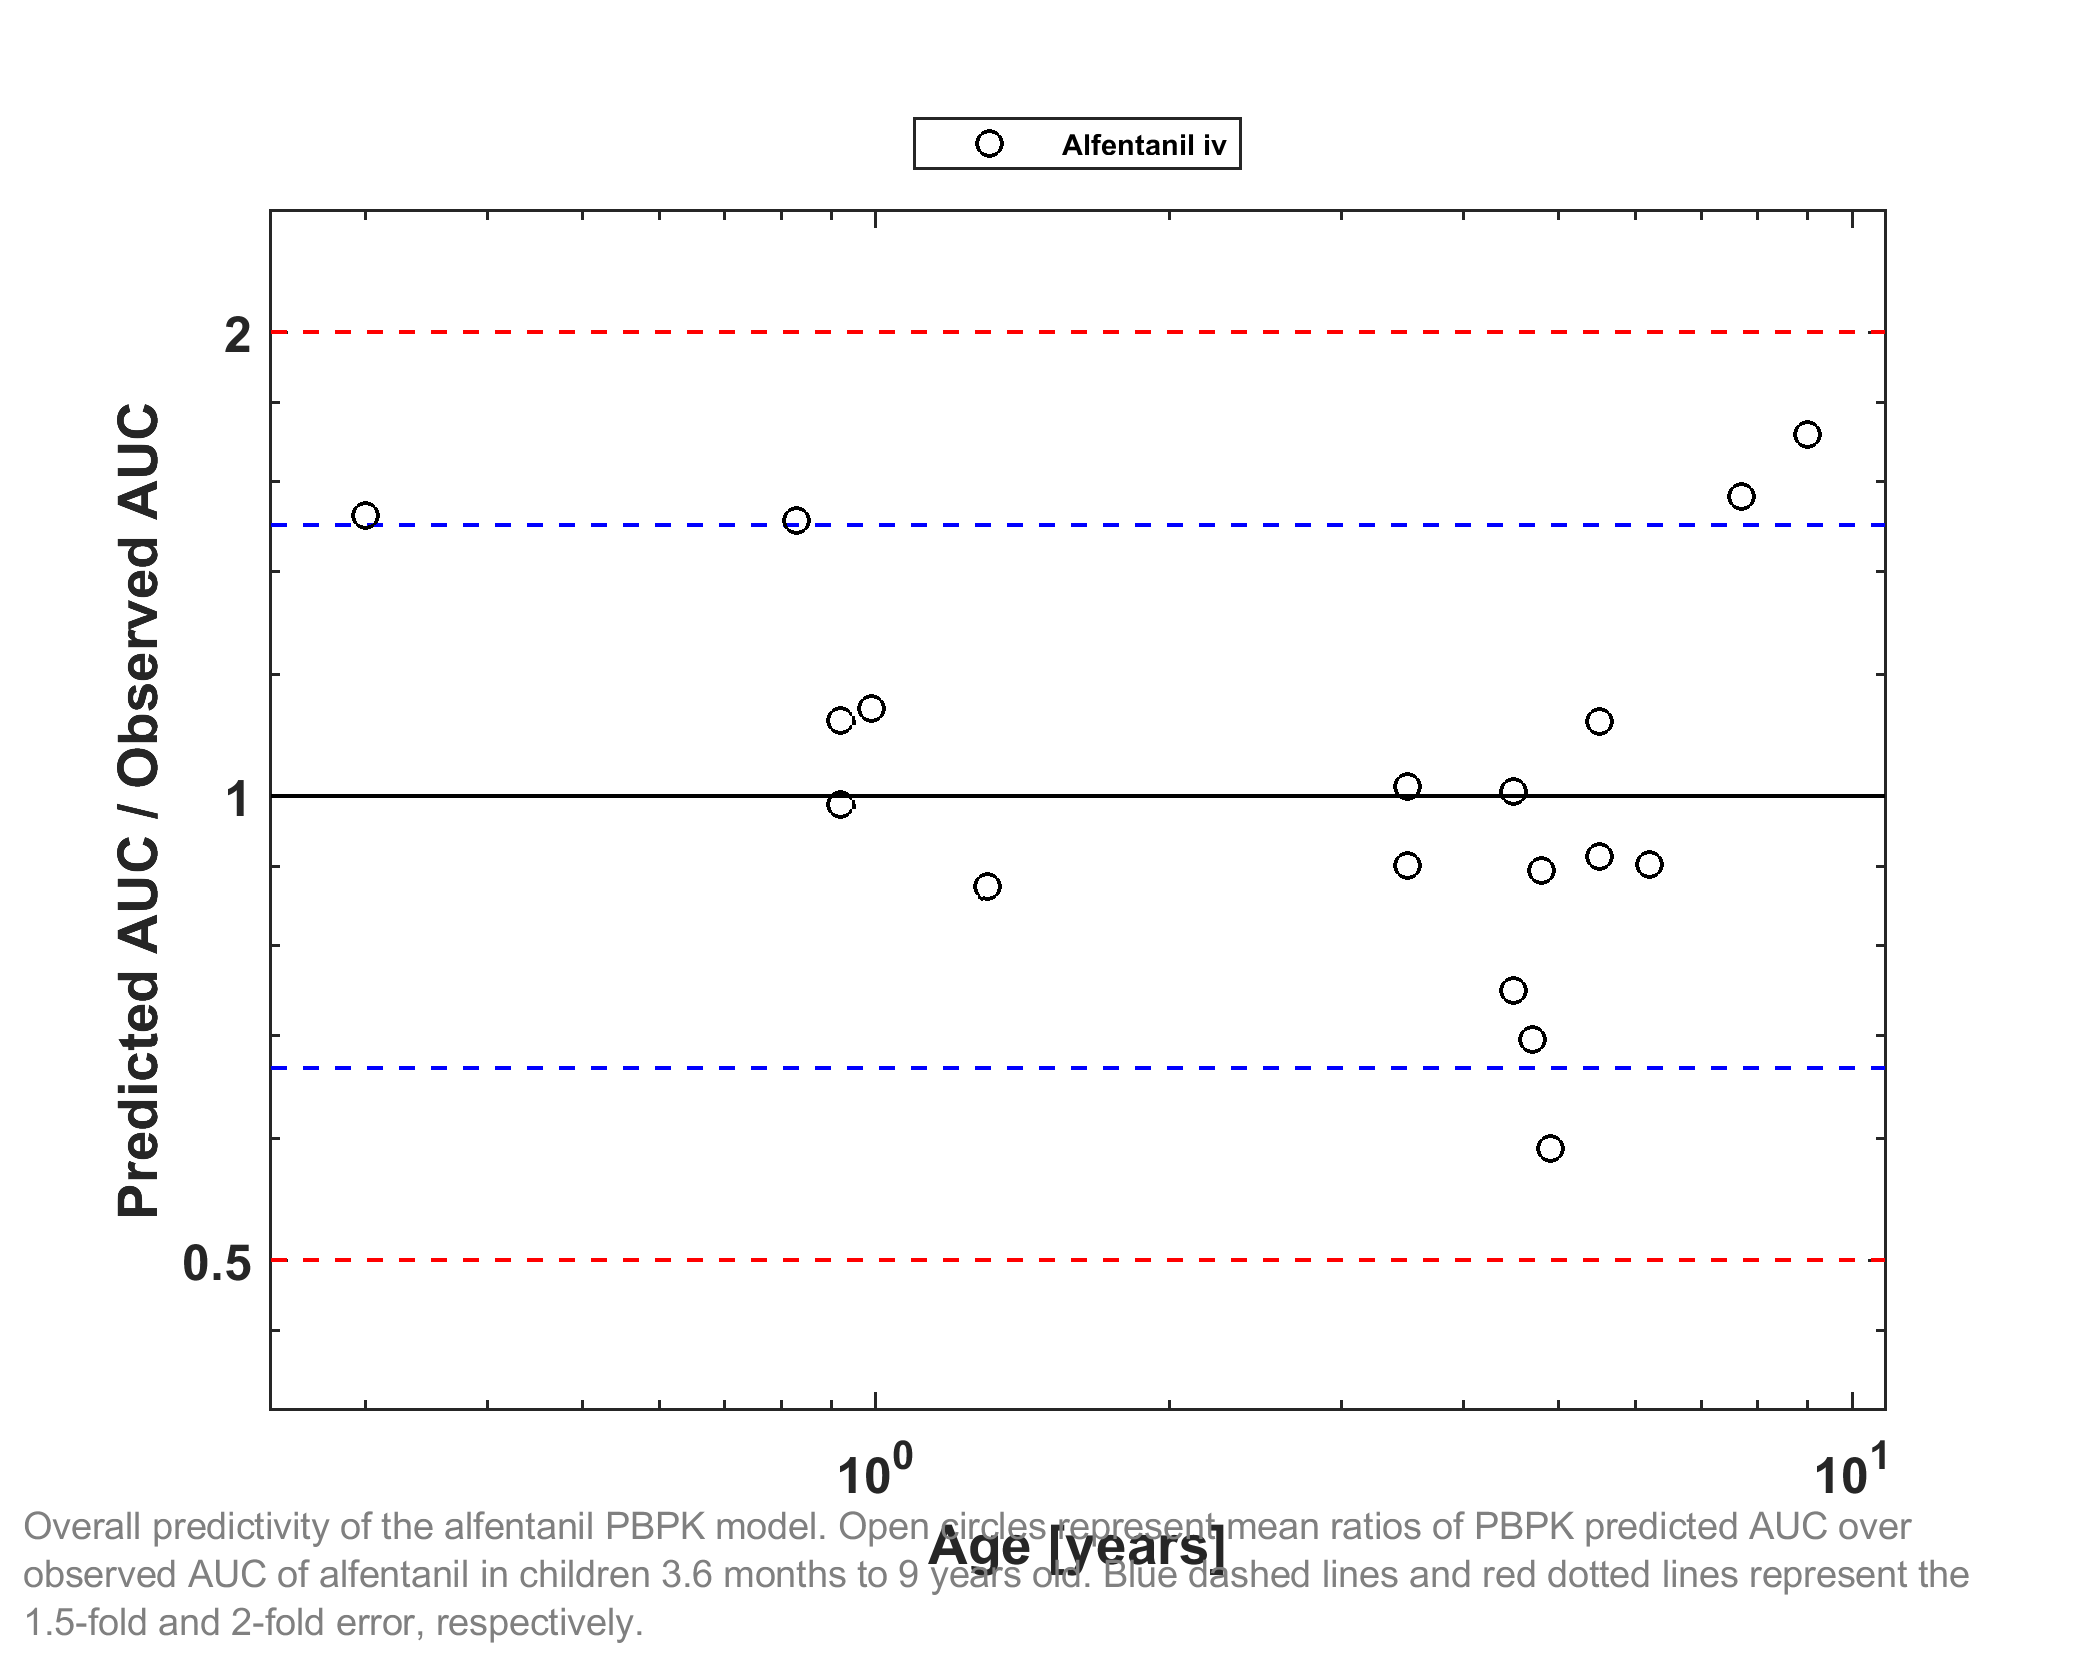 Alfentanil iv
2
1
0.5
Predicted AUC / Observed AUC
10^0
10^1
Age [years]
Overall predictivity of the alfentanil PBPK model. Open circles represent mean ratios of PBPK predicted AUC over
observed AUC of alfentanil in children 3.6 months to 9 years old. Blue dashed lines and red dotted lines represent the
1.5-fold and 2-fold error, respectively.